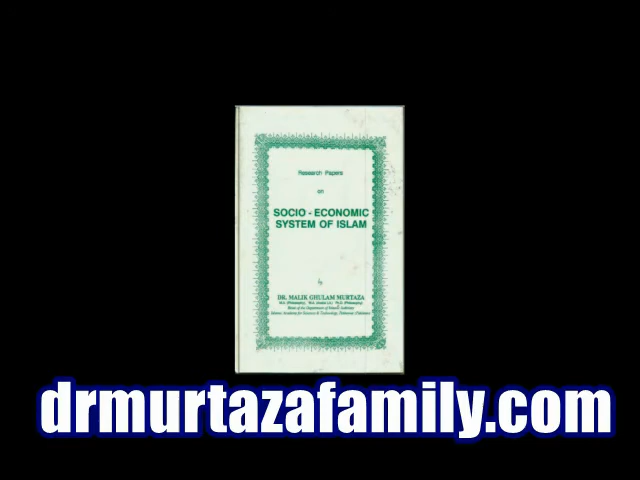 Research Papers
on
SOCIO - ECONOMIC
SYSTEM OF ISLAM
by
DR. MALIK GHULAM MURTAZA
drmurtazafamily.com